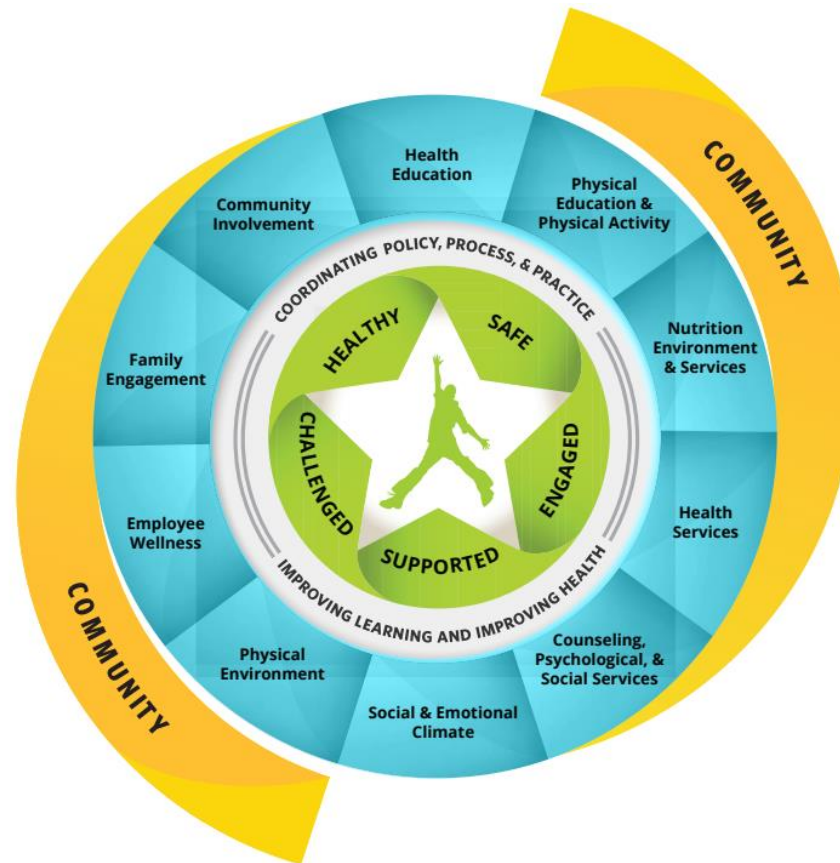 COMMUNITY
Health
Education
Physical
Education &
Physical Activity
Nutrition
Environment
& Services
Health
Services
Counseling,
Psychological, &
Social Services
Social & Emotional
Climate
Physical
Environment
Employee
Wellness
Family
Engagement
Community
Involvement
COORDINATING POLICY, PROCESS, & PRACTICE
IMPROVING LEARNING AND IMPROVING HEALTH
HEALTHY
SAFE
ENGAGED
SUPPORTED
CHALLENGED
COMMUNITY